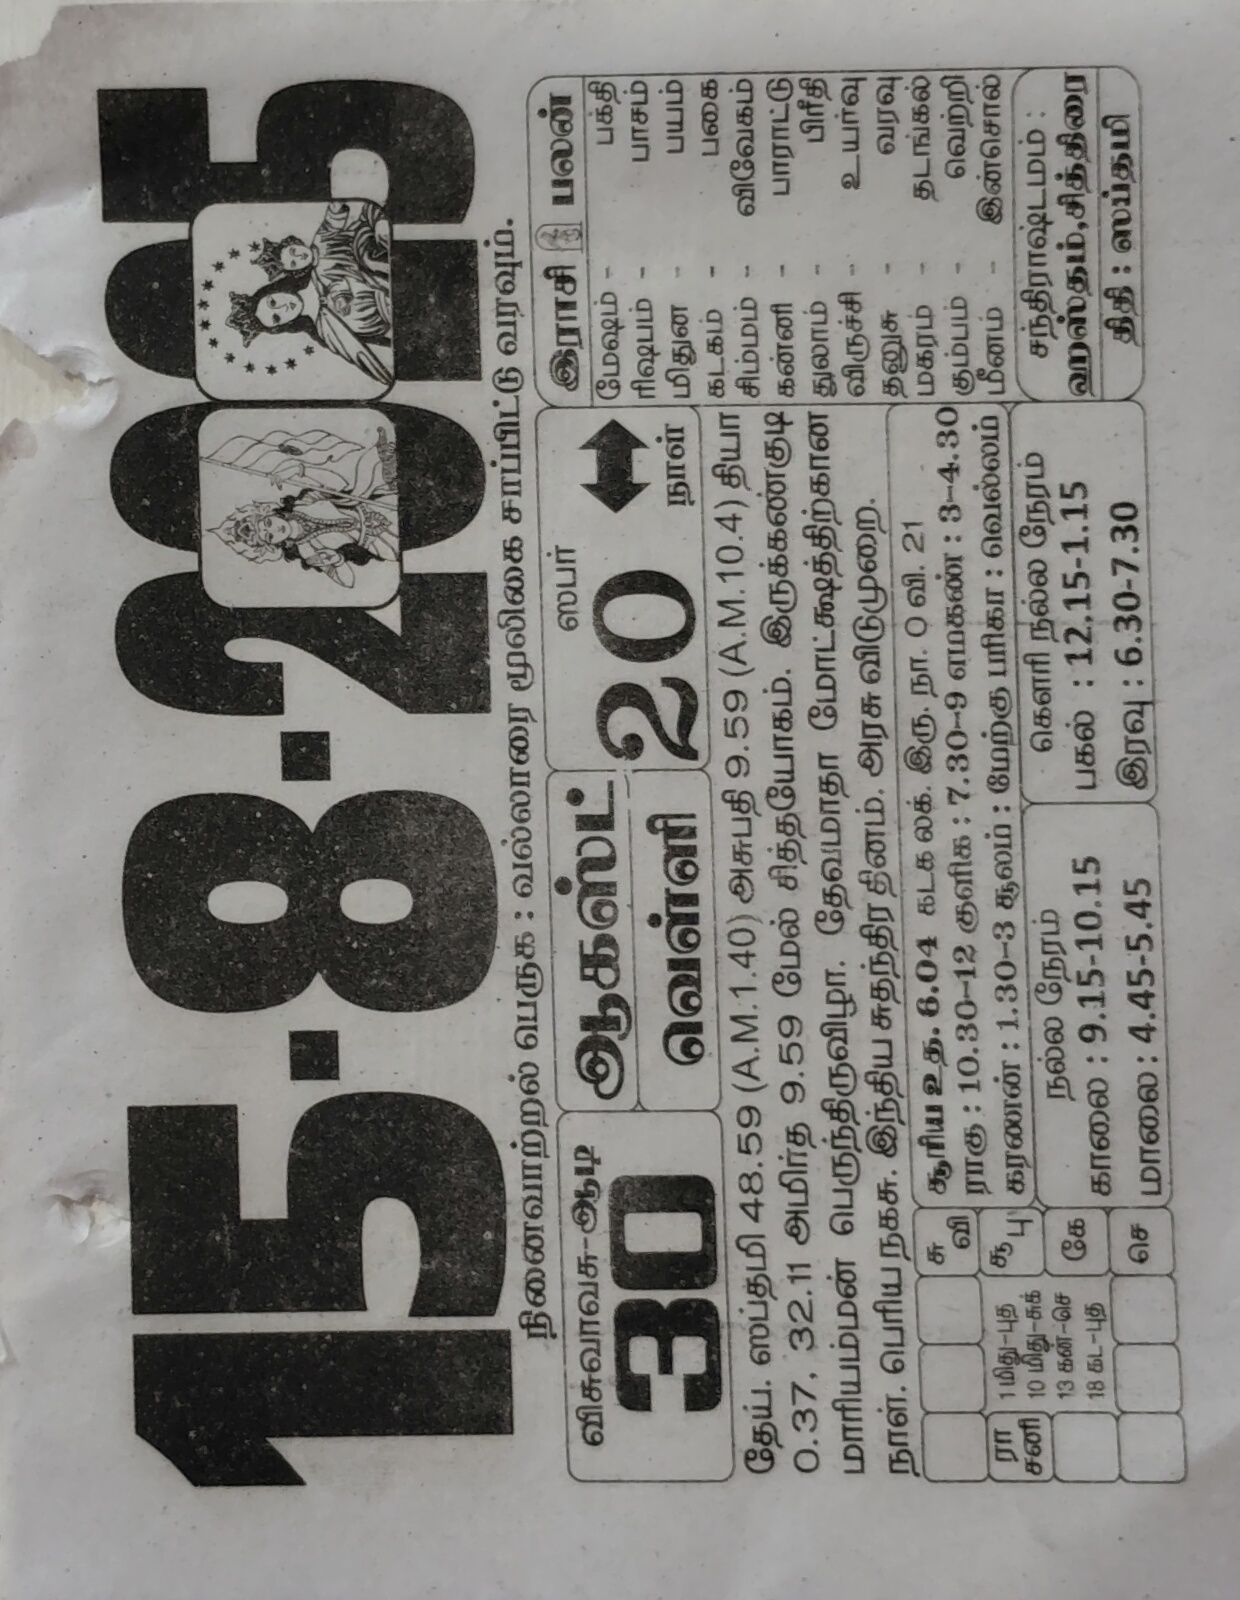 15-8-2025
நினைவாற்றல் பெருக : வல்லாரை மூலிகை சாப்பிட்டு வரவும்.
விசுவாவசு-ஆடி
30
ஆகஸ்ட்
வெள்ளி
ஸபர்
20
நாள்
தேய். ஸப்தமி 48.59 (A.M.1.40) அசுபதி 9.59 (A.M.10.4) தியா
0.37, 32.11 அமிர்த 9.59 மேல் சித்தயோகம். இருக்கண்குடி
மாரியம்மன் பெருந்திருவிழா. தேவமாதா மோட்க்ஷத்திற்கான
நாள். பெரிய நகசு. இந்திய சுதந்திர தினம். அரசு விடுமுறை.
சூரிய உத. 6.04 கடக லக். இரு. நா. 0 வி. 21
ராகு : 10.30-12 குளிக : 7.30-9 எமகண் : 3-4.30
கரணன் : 1.30-3 சூலம் : மேற்கு பரிகா : வெல்லம்
நல்ல நேரம்
காலை : 9.15-10.15
மாலை : 4.45-5.45
கௌரி நல்ல நேரம்
பகல் : 12.15-1.15
இரவு : 6.30-7.30
இராசி பலன்
மேஷம் - பக்தி
ரிஷபம் - பாசம்
மிதுன - பயம்
கடகம் - பகை
சிம்மம் - விவேகம்
கன்னி - பாராட்டு
துலாம் - பிரீதி
விருச்சி - உயர்வு
தனுசு - வரவு
மகரம் - தடங்கல்
கும்பம் - வெற்றி
மீனம் - இன்சொல்
சந்திராஷ்டமம் :
ஹஸ்தம்,சித்திரை
திதி : ஸப்தமி
சு
வி
ரா
சனி
1 மிது-புத
10 மிது-சுக்
13 கன்-செ
18 கட-புத
சூ
பு
கே
செ